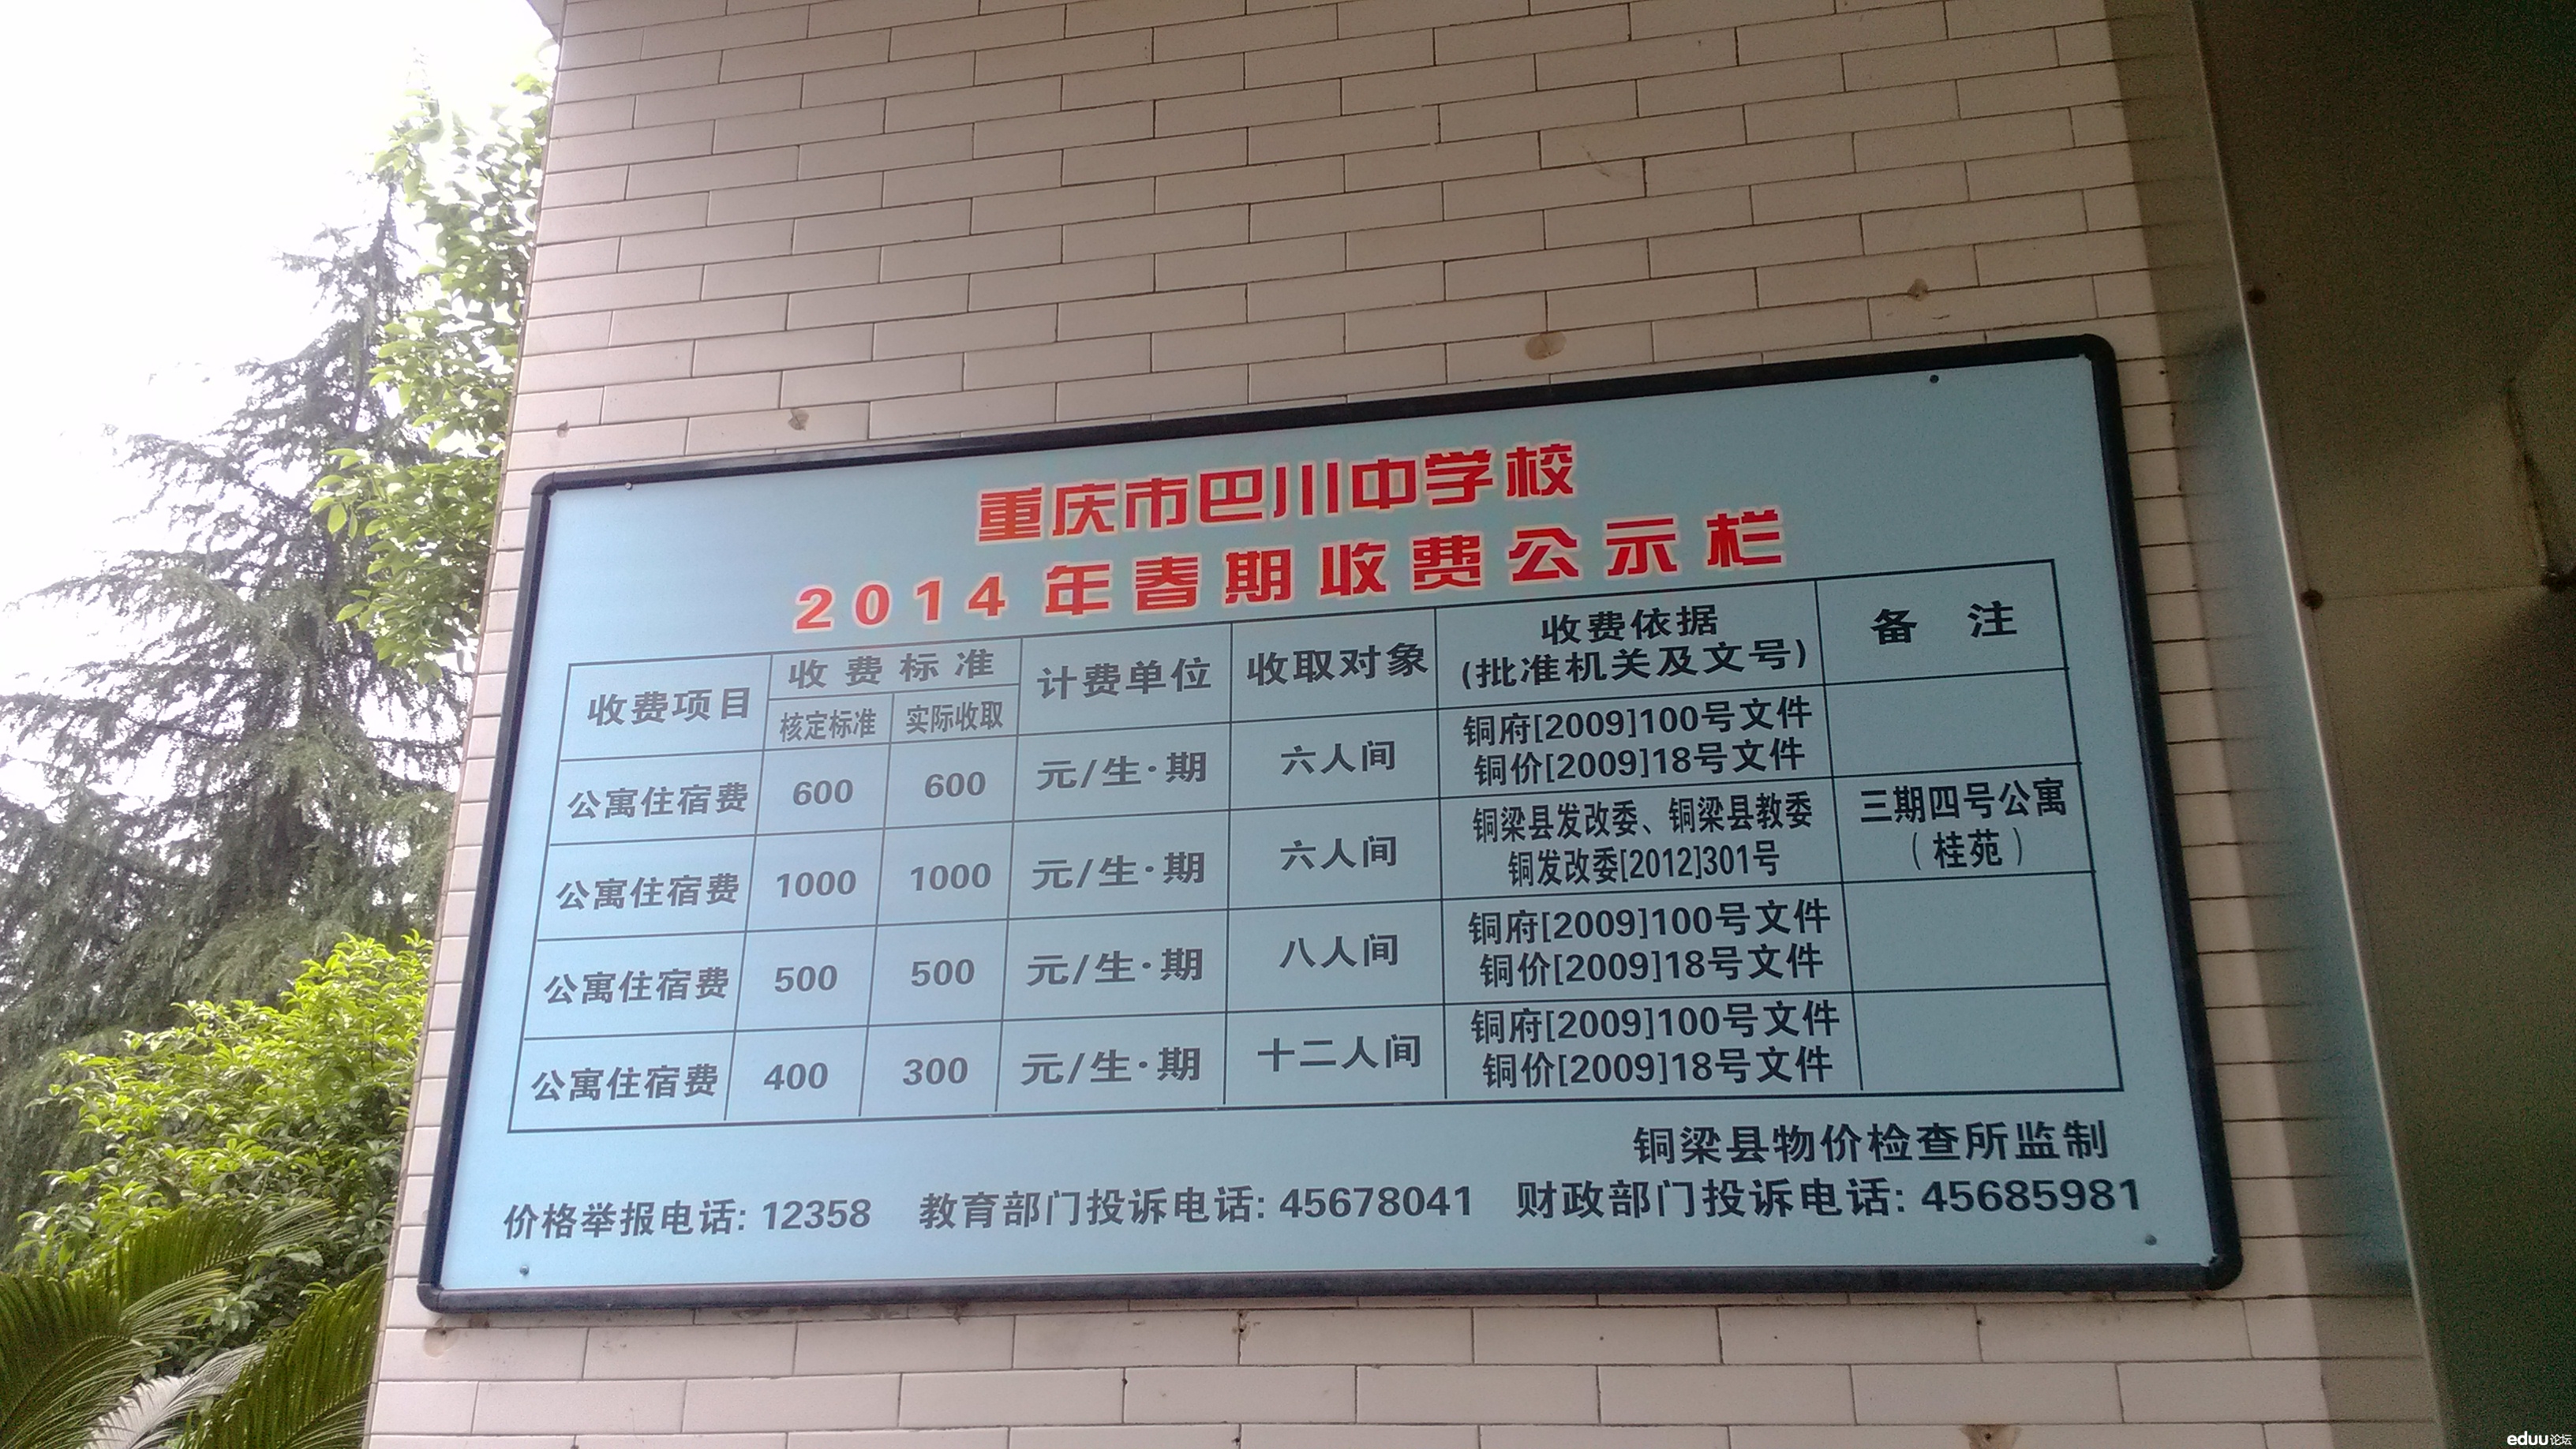 重庆市巴川中学校
2014年春期收费公示栏
收费项目 收费标准 计费单位 收取对象 收费依据 备 注
核定标准 实际收取 (批准机关及文号)
公寓住宿费 600 600 元/生·期 六人间 铜府[2009]100号文件
铜价[2009]18号文件
公寓住宿费 1000 1000 元/生·期 六人间 铜梁县发改委、铜梁县教委 三期四号公寓
铜发改委[2012]301号 （桂苑）
公寓住宿费 500 500 元/生·期 八人间 铜府[2009]100号文件
铜价[2009]18号文件
公寓住宿费 400 300 元/生·期 十二人间 铜府[2009]100号文件
铜价[2009]18号文件
铜梁县物价检查所监制
价格举报电话: 12358 教育部门投诉电话: 45678041 财政部门投诉电话: 45685981
eduu论坛